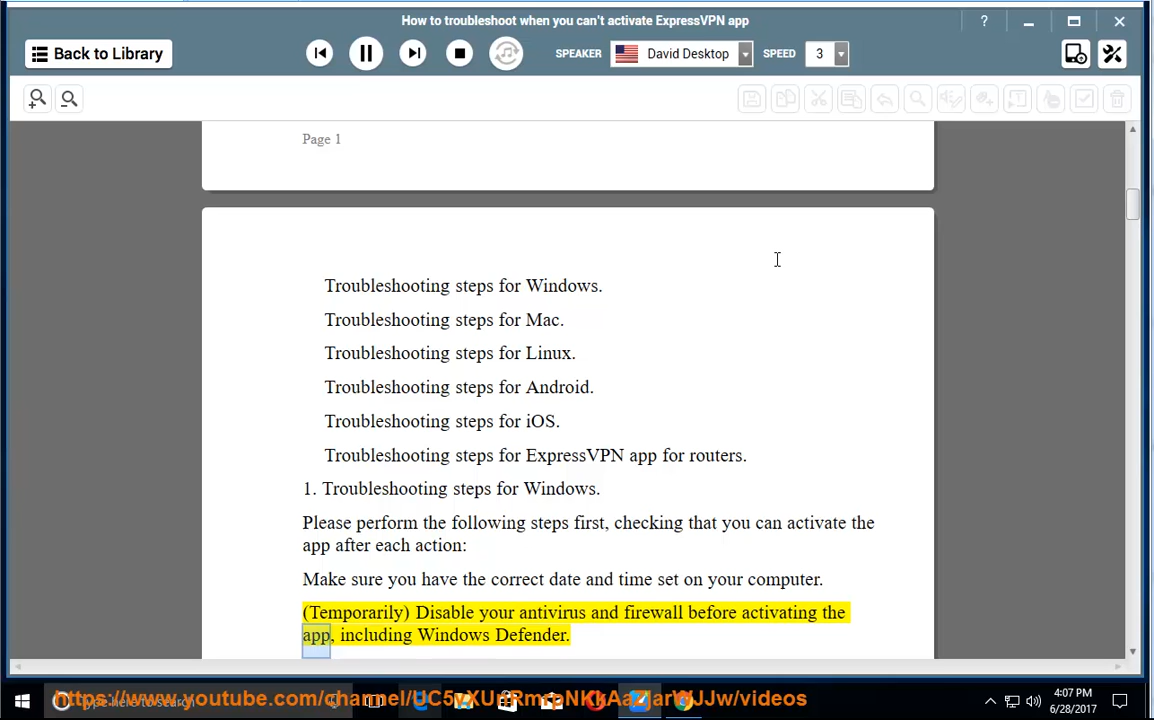 How to troubleshoot when you can't activate ExpressVPN app
?
Back to Library
SPEAKER
David Desktop
SPEED
3
Page 1
Troubleshooting steps for Windows.
Troubleshooting steps for Mac.
Troubleshooting steps for Linux.
Troubleshooting steps for Android.
Troubleshooting steps for iOS.
Troubleshooting steps for ExpressVPN app for routers.
1. Troubleshooting steps for Windows.
Please perform the following steps first, checking that you can activate the
app after each action:
Make sure you have the correct date and time set on your computer.
(Temporarily) Disable your antivirus and firewall before activating the
app, including Windows Defender.
4:07 PM
Type here to search
6/28/2017